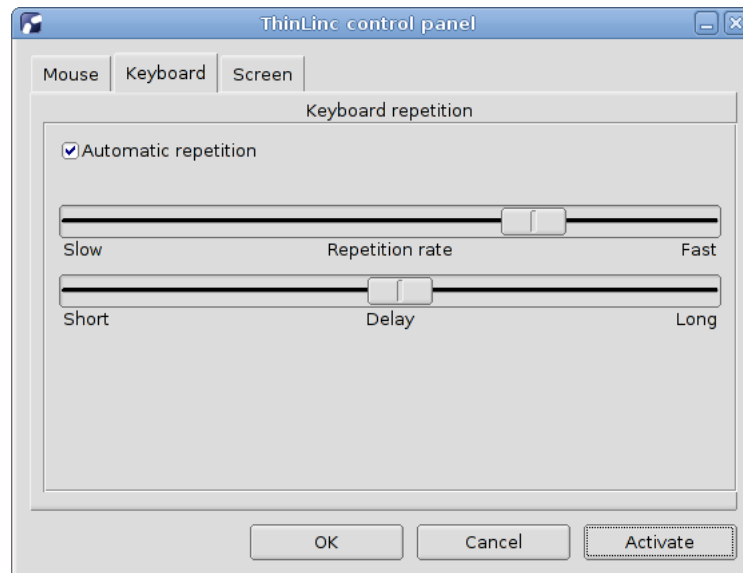 ThinLinc control panel
Mouse Keyboard Screen
Keyboard repetition
Automatic repetition
Slow Repetition rate Fast
Short Delay Long
OK Cancel Activate